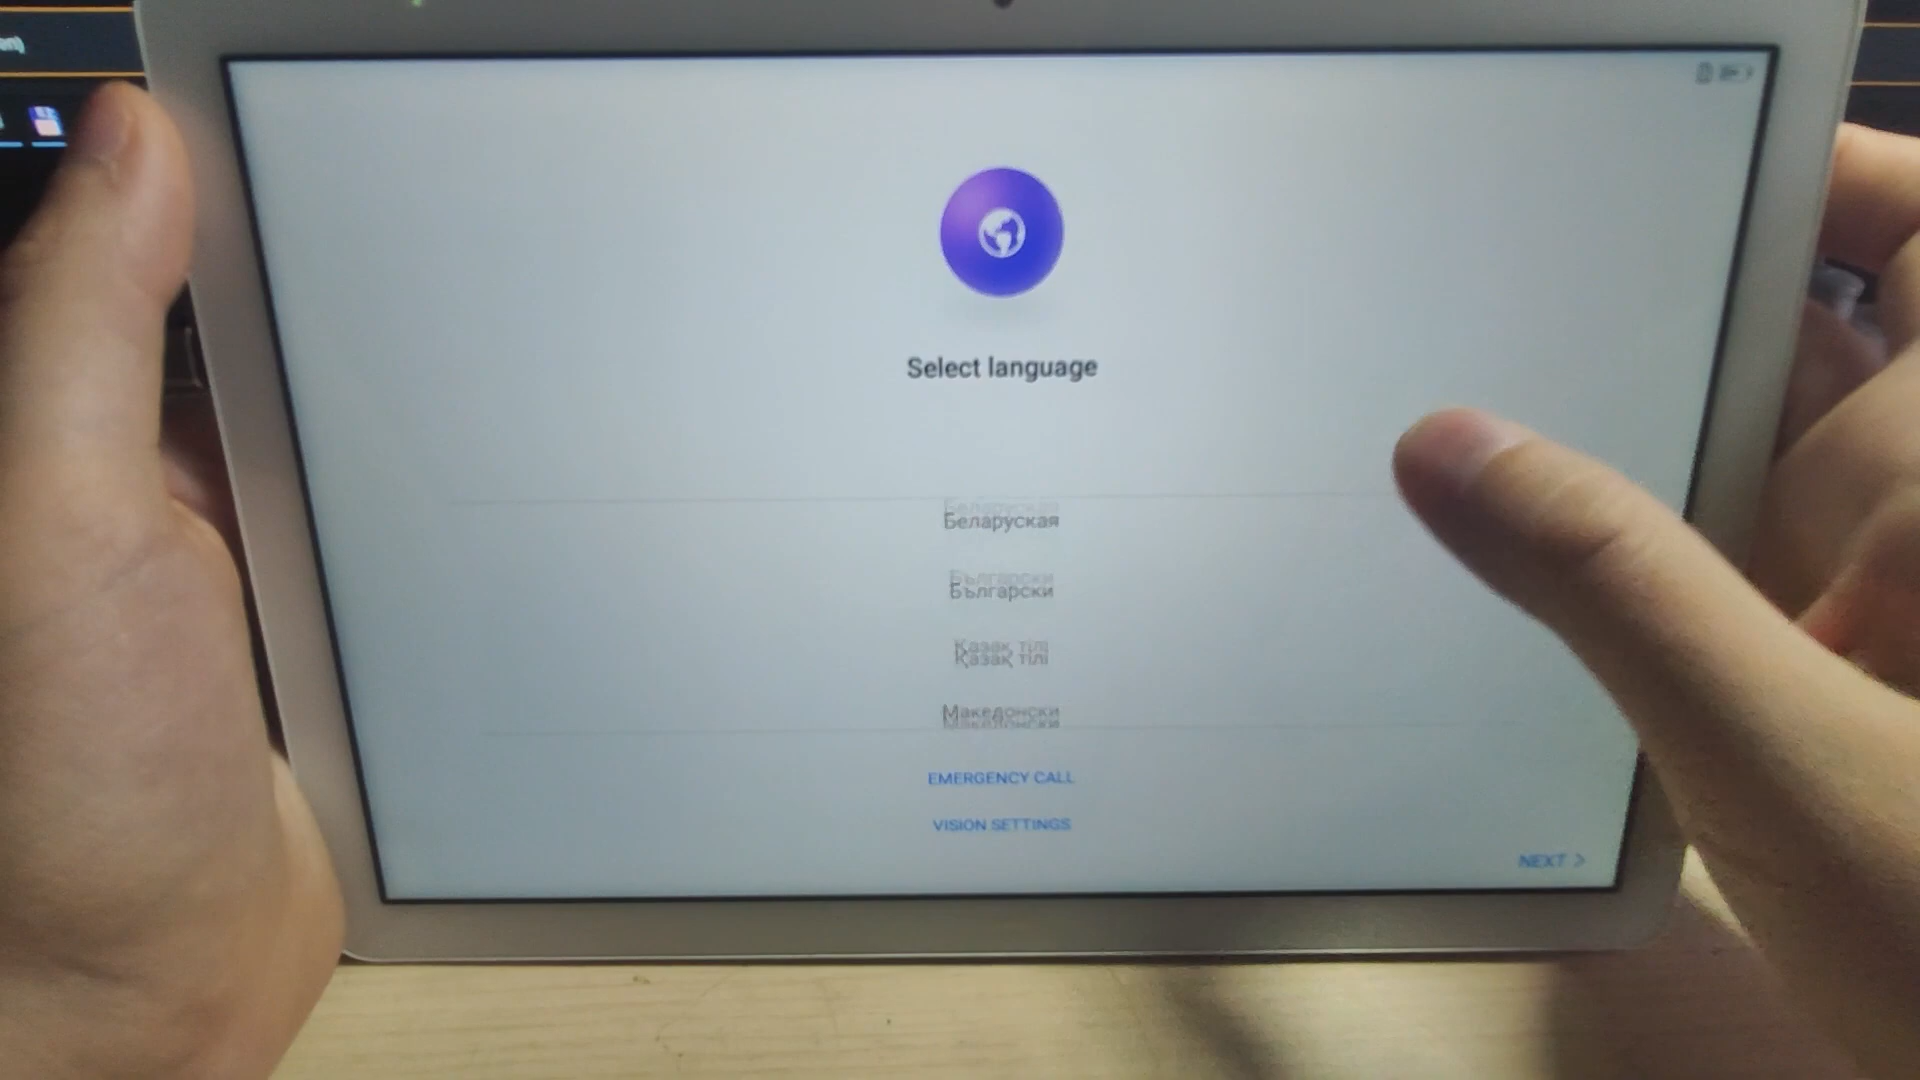 Select language
Беларуская
Български
Қазақ тілі
Македонски
EMERGENCY CALL
VISION SETTINGS
NEXT >